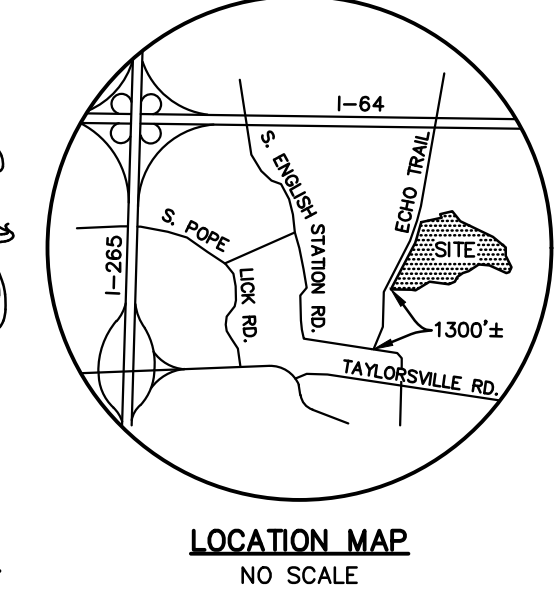 I-64
S. ENGLISH STATION RD.
ECHO TRAIL
S. POPE
LICK RD.
I-265
SITE
1300'±
TAYLORSVILLE RD.
LOCATION MAP
NO SCALE